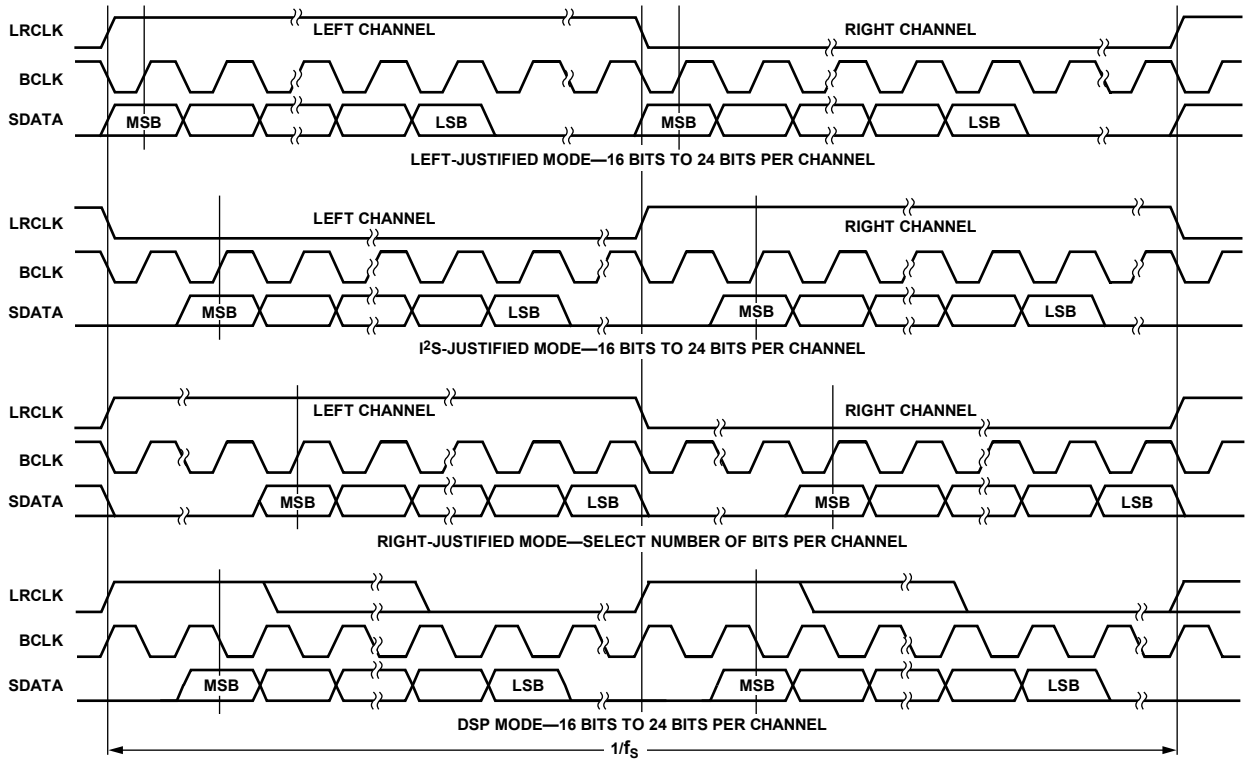 LRCLK LEFT CHANNEL RIGHT CHANNEL
BCLK
SDATA MSB LSB MSB LSB
LEFT-JUSTIFIED MODE—16 BITS TO 24 BITS PER CHANNEL
LRCLK LEFT CHANNEL RIGHT CHANNEL
BCLK
SDATA MSB LSB MSB LSB
I²S-JUSTIFIED MODE—16 BITS TO 24 BITS PER CHANNEL
LRCLK LEFT CHANNEL RIGHT CHANNEL
BCLK
SDATA MSB LSB MSB LSB
RIGHT-JUSTIFIED MODE—SELECT NUMBER OF BITS PER CHANNEL
LRCLK
BCLK
SDATA MSB LSB MSB LSB
DSP MODE—16 BITS TO 24 BITS PER CHANNEL
1/fS